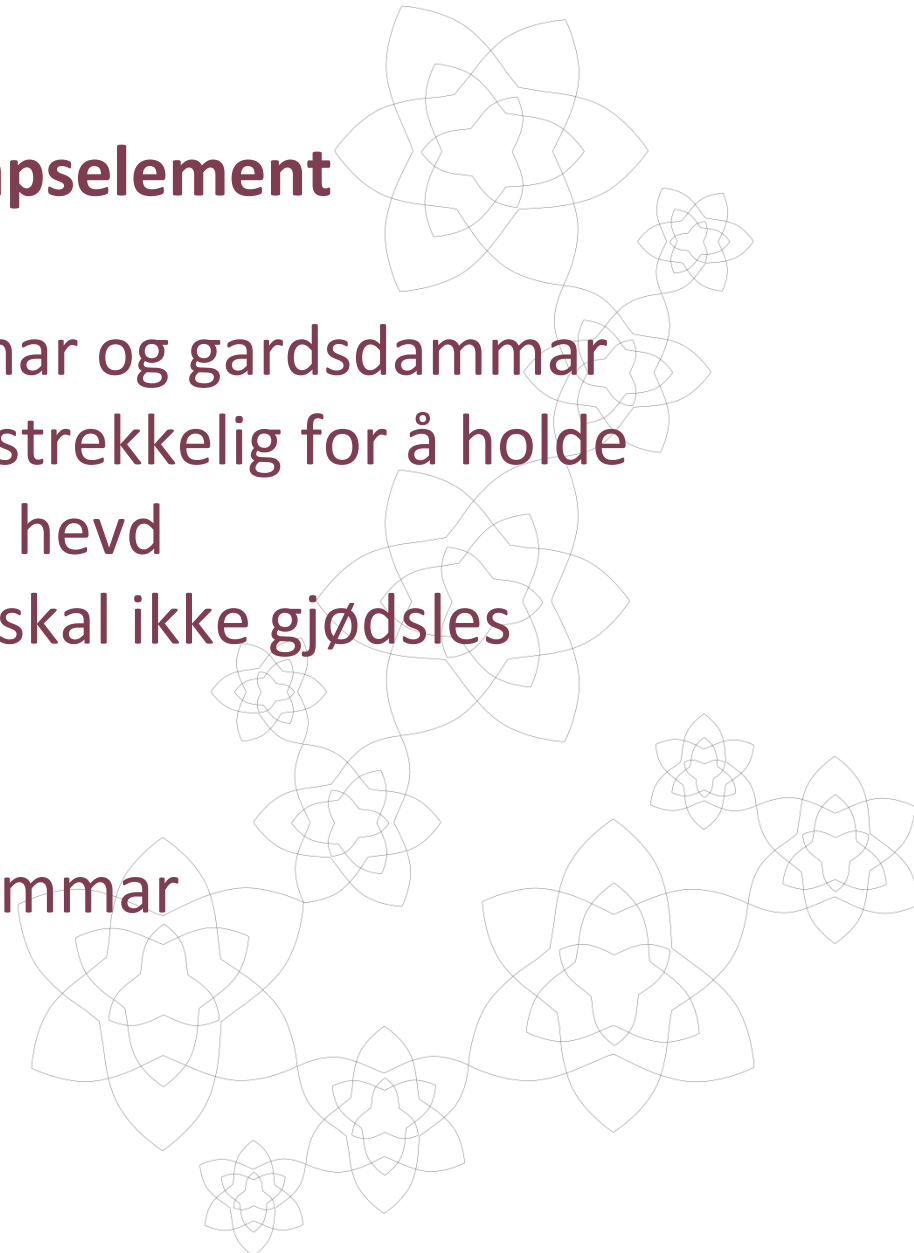 pselement
nar og gardsdammar
strekkelig for å holde
hevd
skal ikke gjødsles
mmar